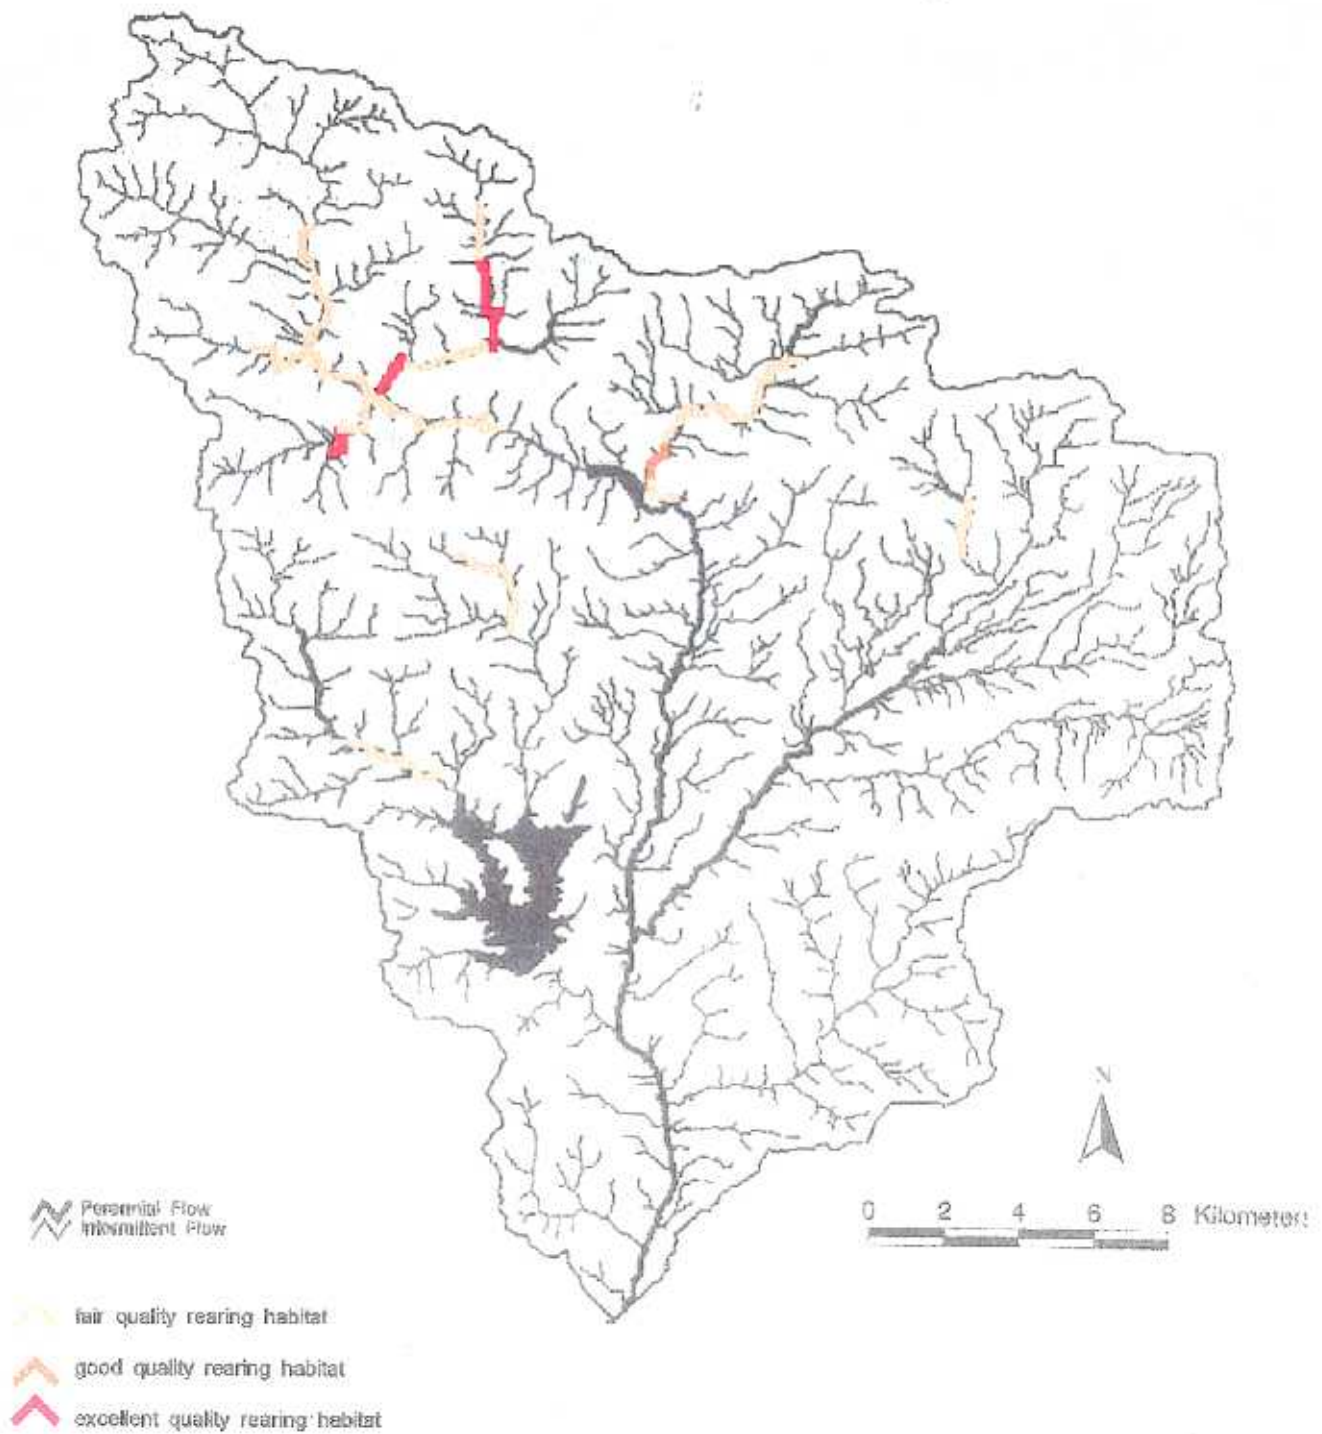 N
0 2 4 6 8 Kilometers
Perennial Flow
Intermittent Flow
fair quality rearing habitat
good quality rearing habitat
excellent quality rearing habitat